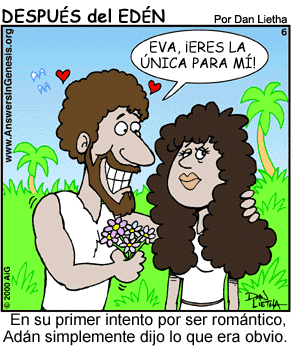 DESPUÉS del EDÉN Por Dan Lietha
6
EVA, ¡ERES LA
ÚNICA PARA MÍ!
www.AnswersInGenesis.org
© 2000 AiG
DAN
LIETHA
En su primer intento por ser romántico,
Adán simplemente dijo lo que era obvio.